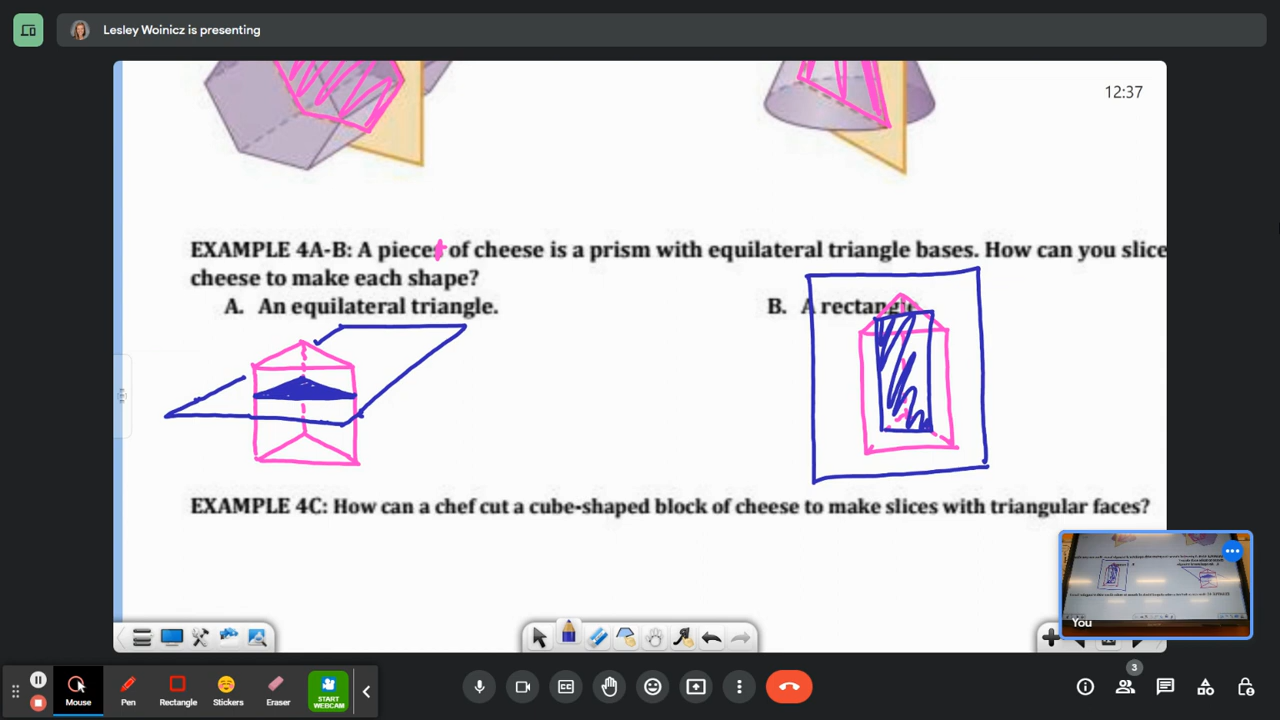 Lesley Woinicz is presenting
12:37
EXAMPLE 4A-B: A piece of cheese is a prism with equilateral triangle bases. How can you slice
cheese to make each shape?
A. An equilateral triangle.
B. A rectangle
EXAMPLE 4C: How can a chef cut a cube-shaped block of cheese to make slices with triangular faces?
You
3
Mouse
Pen
Rectangle
Stickers
Eraser
START
WEBCAM